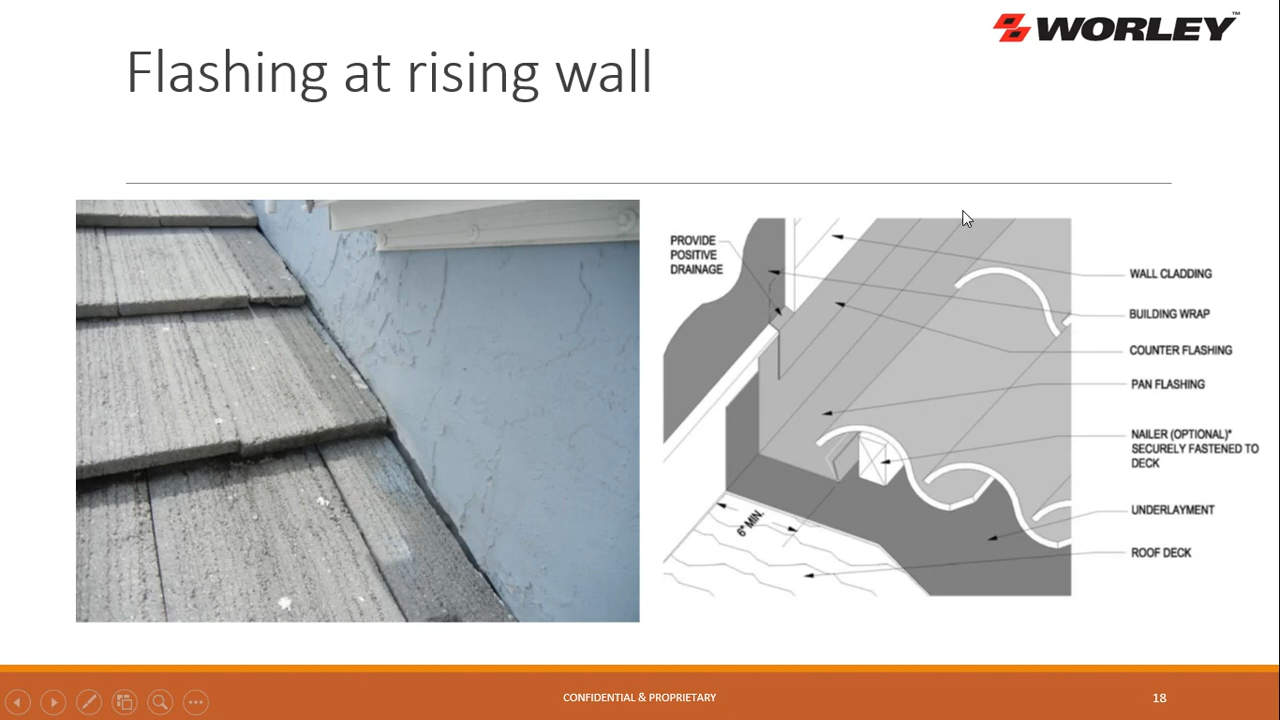 WORLEY™
Flashing at rising wall
PROVIDE
POSITIVE
DRAINAGE
WALL CLADDING
BUILDING WRAP
COUNTER FLASHING
PAN FLASHING
NAILER (OPTIONAL)*
SECURELY FASTENED TO
DECK
UNDERLAYMENT
ROOF DECK
6" MIN.
CONFIDENTIAL & PROPRIETARY
18